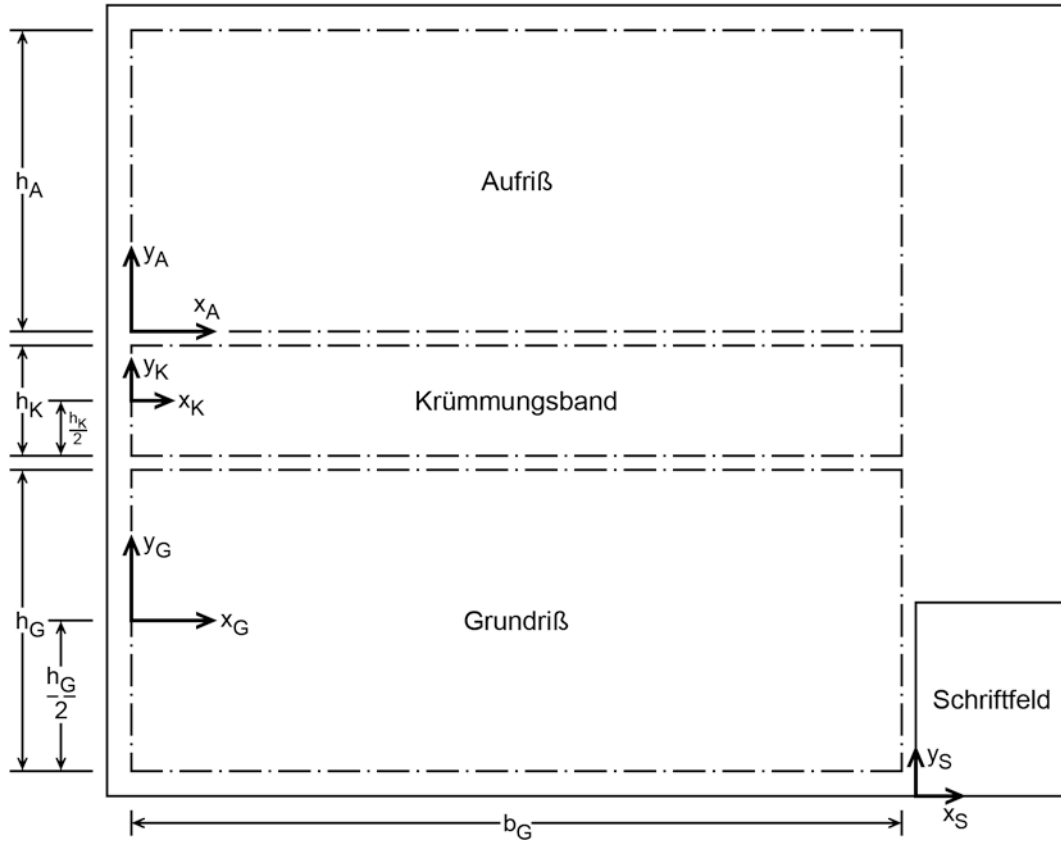 h_A
Aufriß
y_A
x_A
y_K
h_K
h_K/2
x_K
Krümmungsband
y_G
h_G
x_G
Grundriß
h_G/2
Schriftfeld
y_S
x_S
b_G